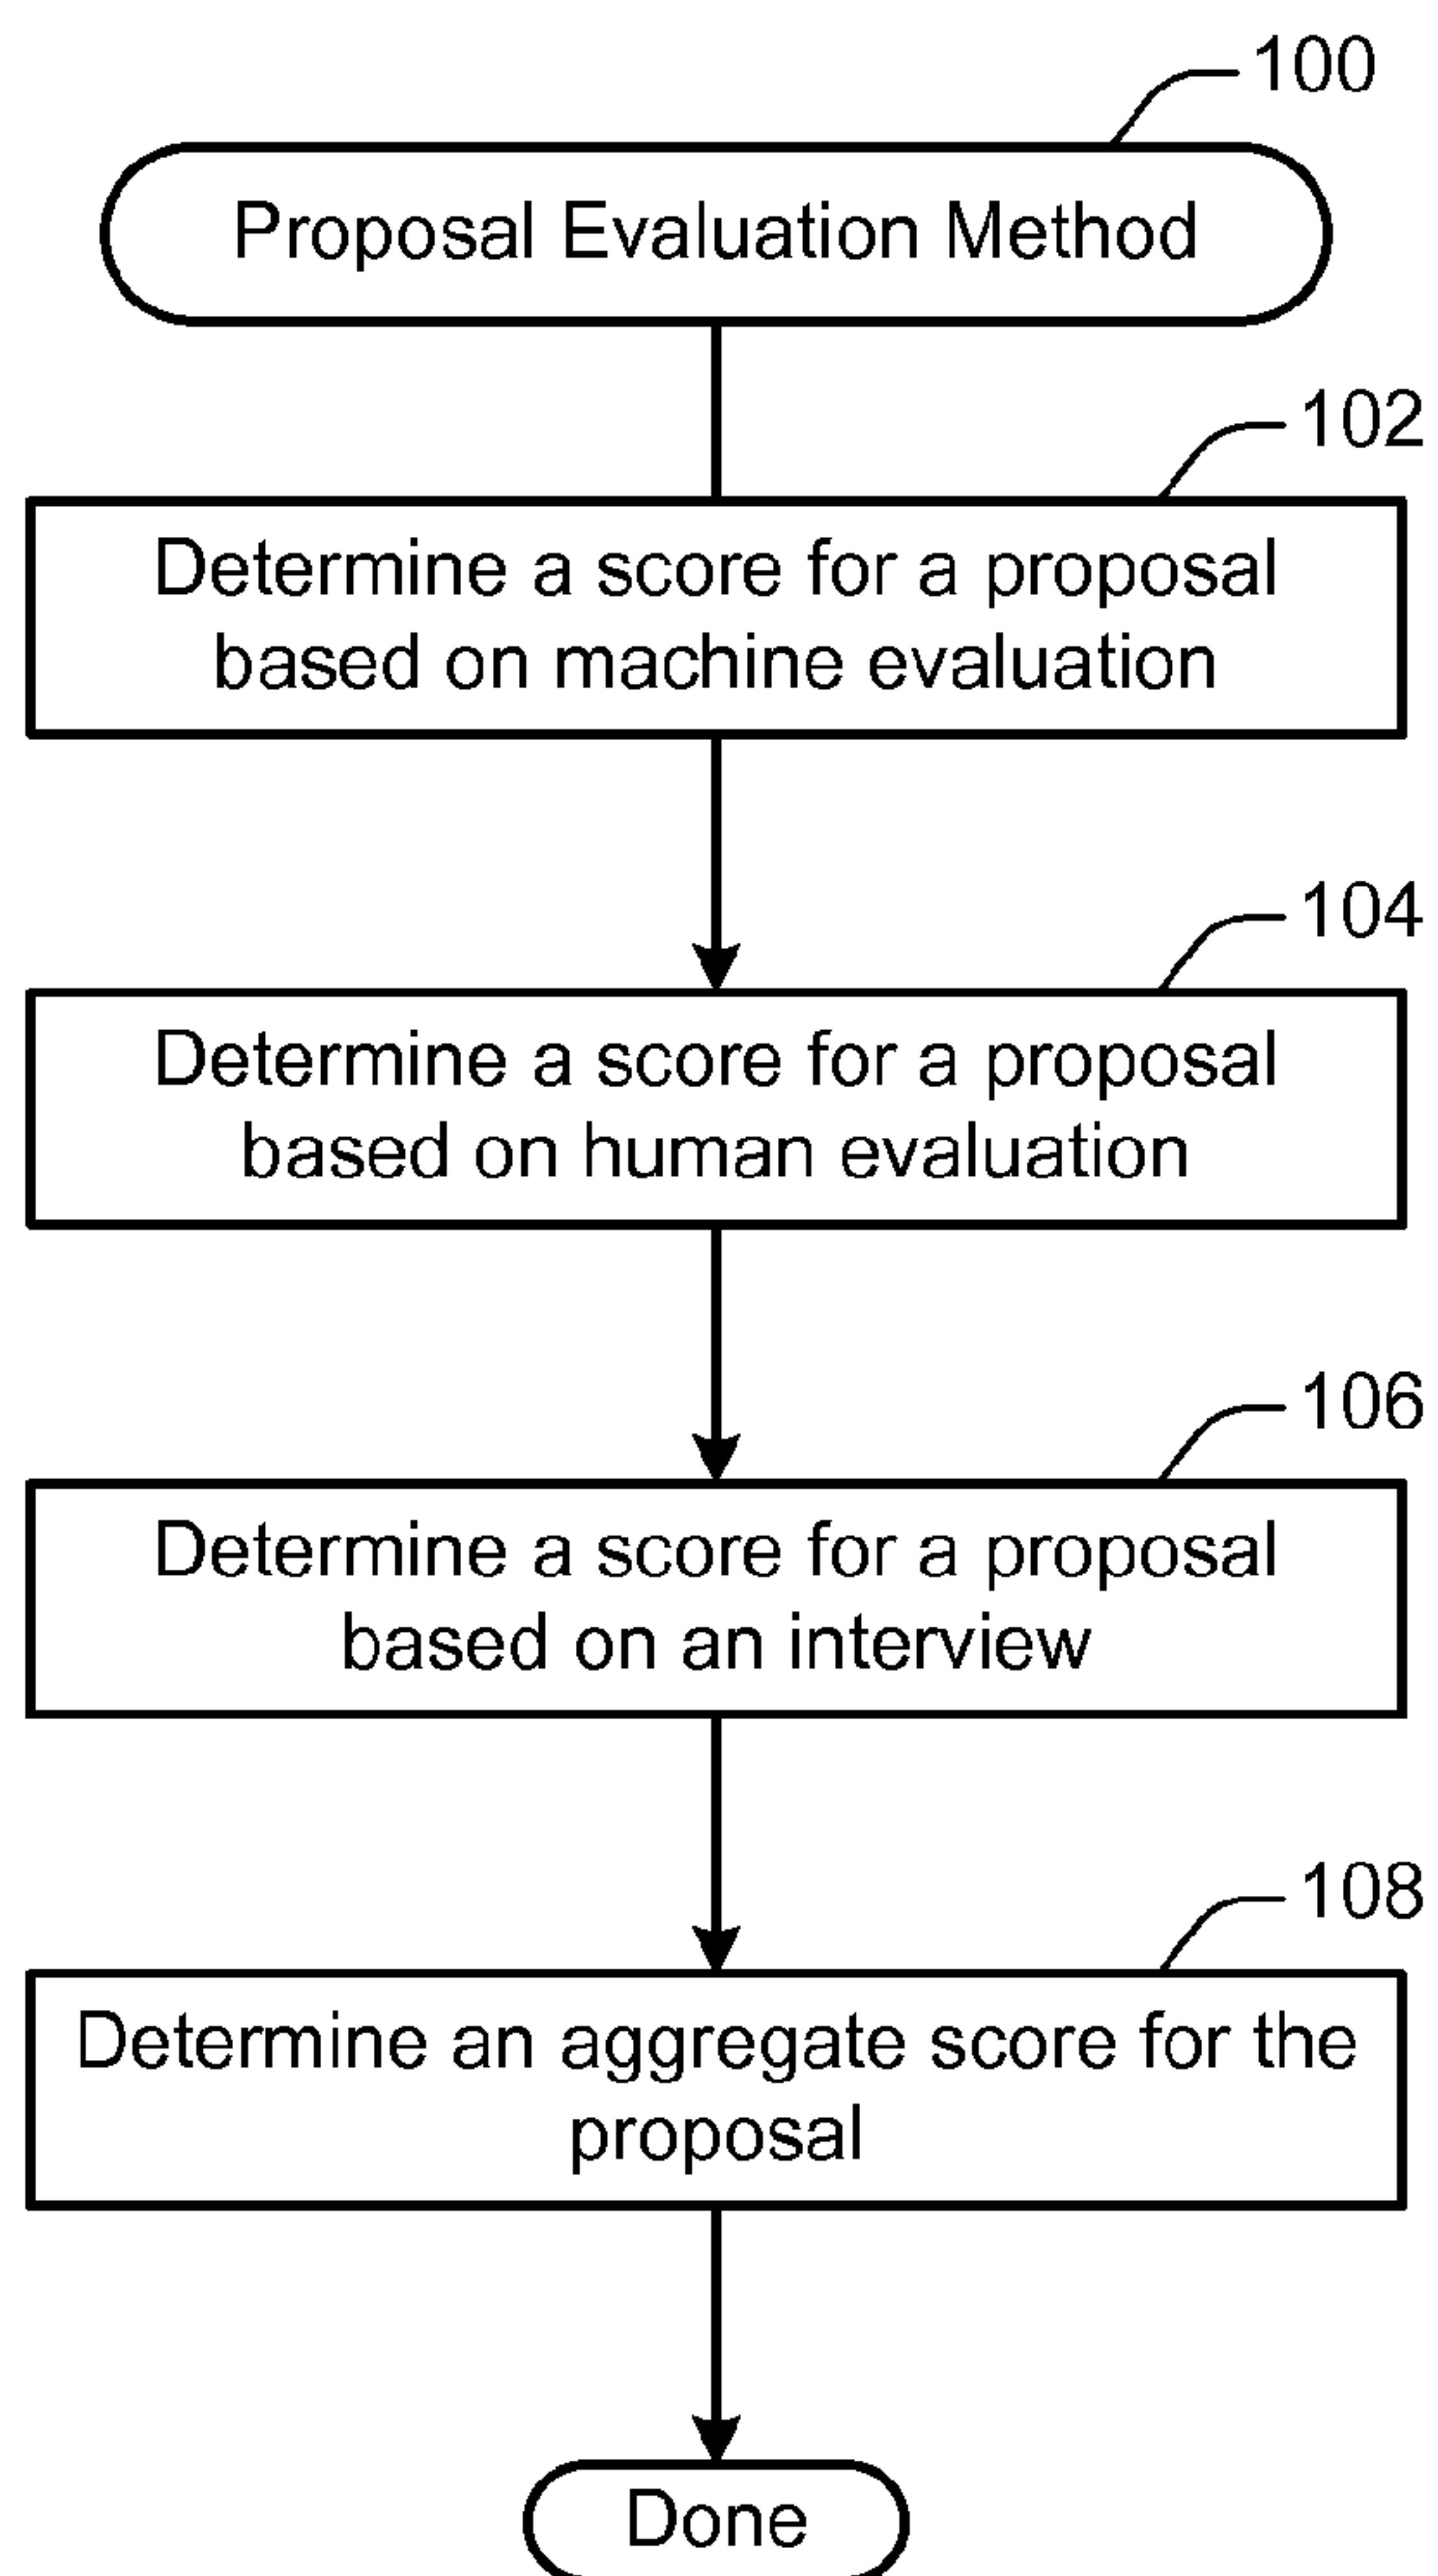 100
Proposal Evaluation Method
102
Determine a score for a proposal
based on machine evaluation
104
Determine a score for a proposal
based on human evaluation
106
Determine a score for a proposal
based on an interview
108
Determine an aggregate score for the
proposal
Done